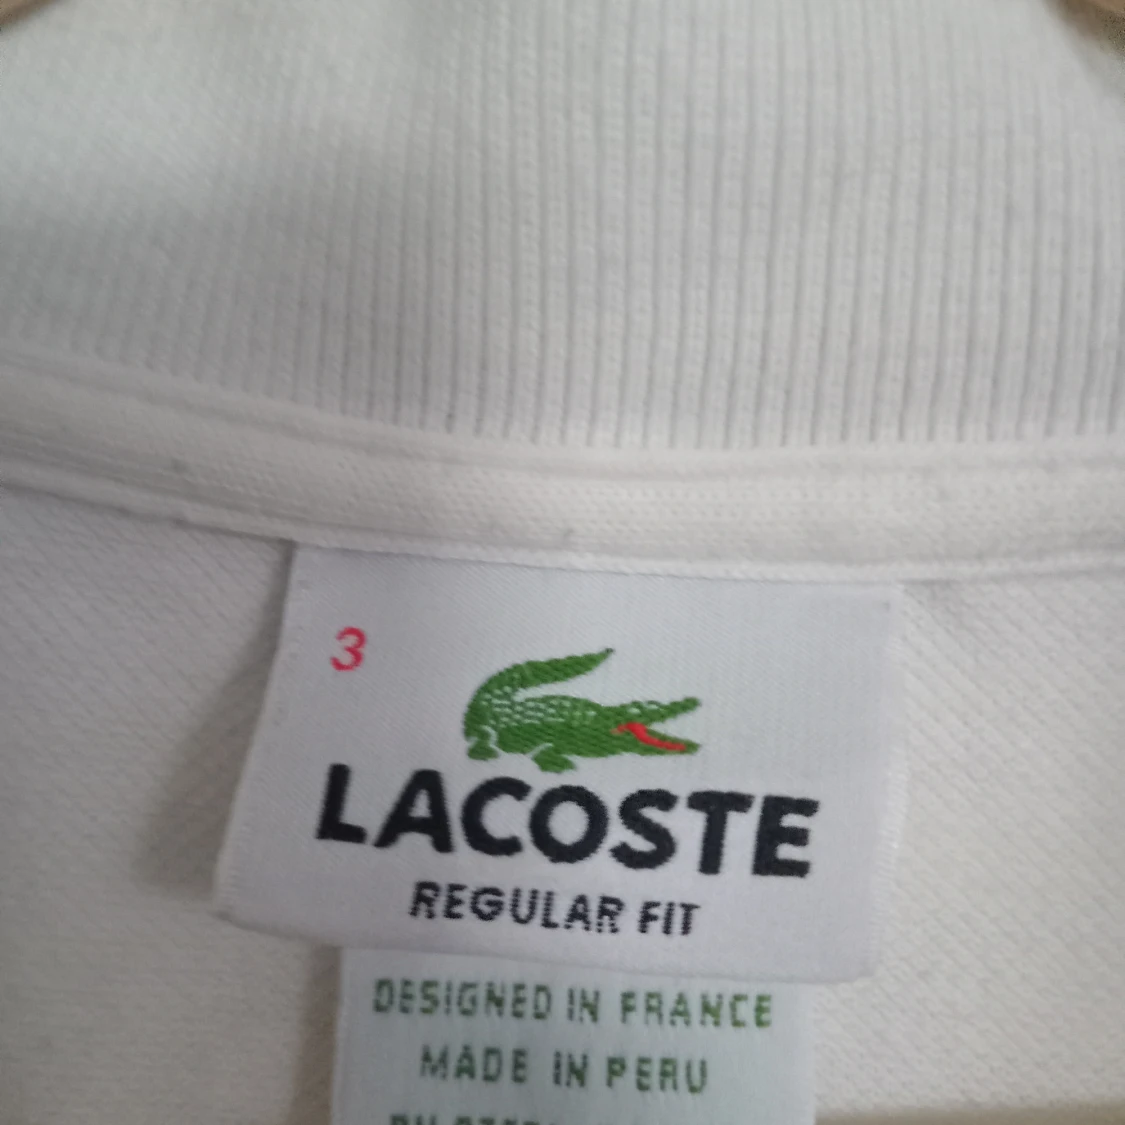 3
LACOSTE
REGULAR FIT
DESIGNED IN FRANCE
MADE IN PERU